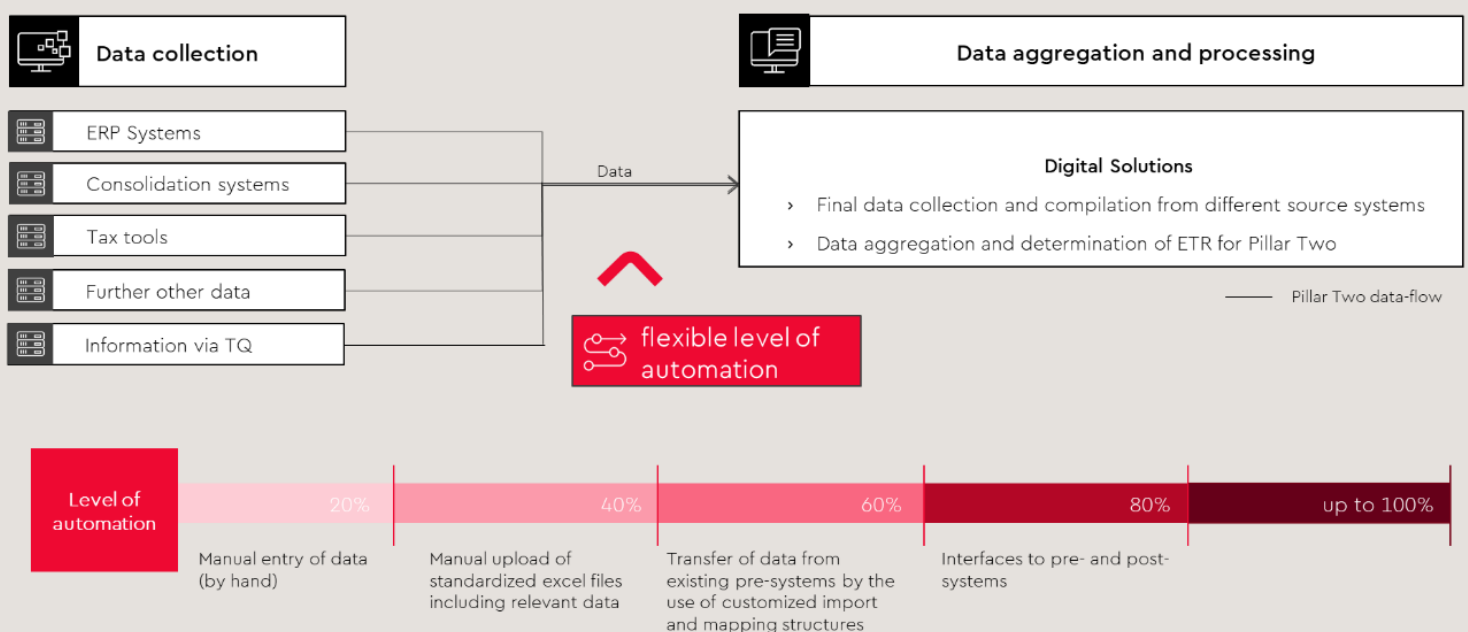 Data collection
Data aggregation and processing
ERP Systems
Consolidation systems
Tax tools
Further other data
Information via TQ
Data
Digital Solutions
› Final data collection and compilation from different source systems
› Data aggregation and determination of ETR for Pillar Two
Pillar Two data-flow
flexible level of
automation
Level of
automation
20%
40%
60%
80%
up to 100%
Manual entry of data
(by hand)
Manual upload of
standardized excel files
including relevant data
Transfer of data from
existing pre-systems by the
use of customized import
and mapping structures
Interfaces to pre- and post-
systems